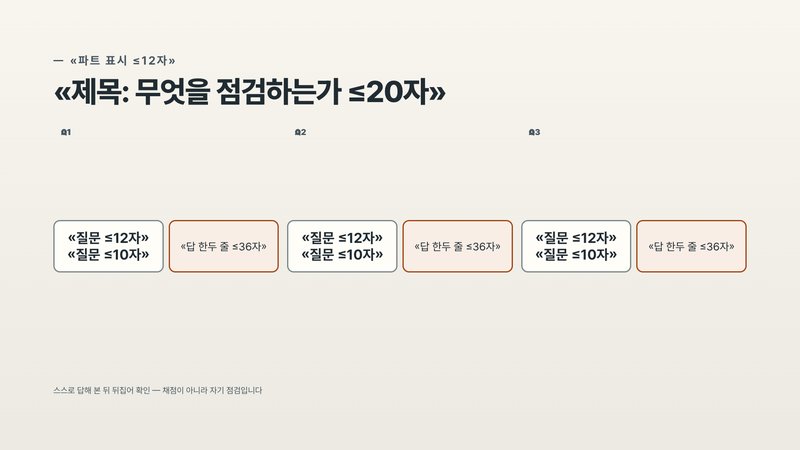 — «파트 표시 ≤12자»
«제목: 무엇을 점검하는가 ≤20자»
Q1
Q2
Q3
«질문 ≤12자»
«질문 ≤10자»
«답 한두 줄 ≤36자»
«질문 ≤12자»
«질문 ≤10자»
«답 한두 줄 ≤36자»
«질문 ≤12자»
«질문 ≤10자»
«답 한두 줄 ≤36자»
스스로 답해 본 뒤 뒤집어 확인 — 채점이 아니라 자기 점검입니다